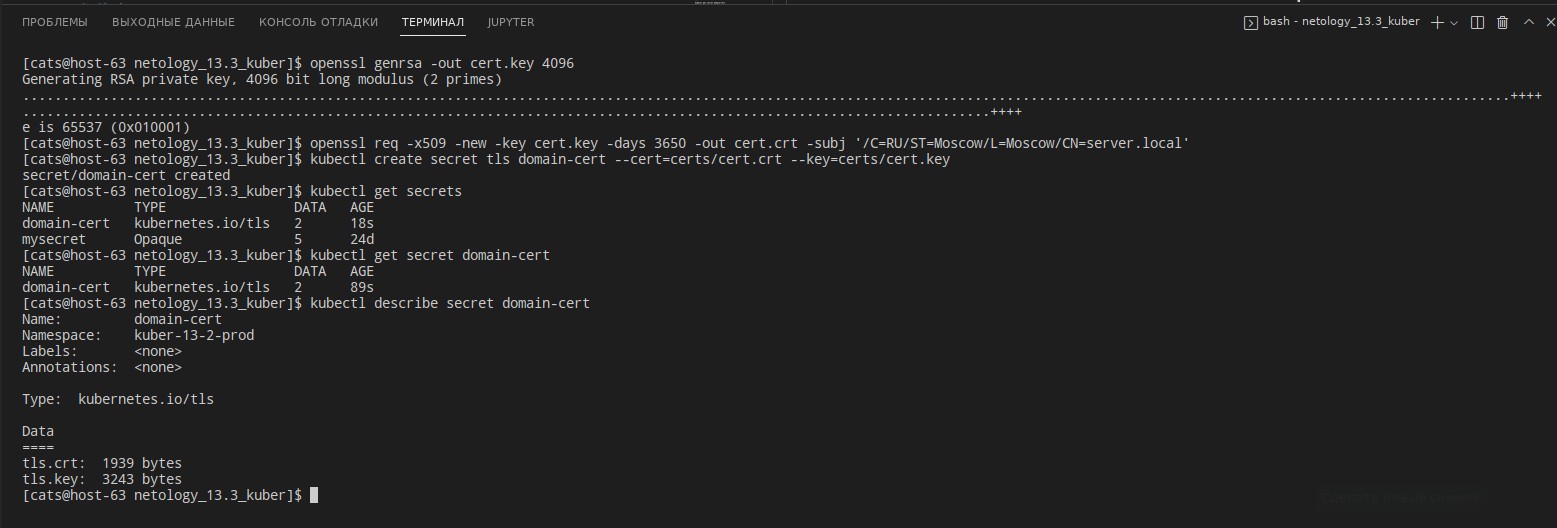 ПРОБЛЕМЫ ВЫХОДНЫЕ ДАННЫЕ КОНСОЛЬ ОТЛАДКИ ТЕРМИНАЛ JUPYTER bash - netology_13.3_kuber
[cats@host-63 netology_13.3_kuber]$ openssl genrsa -out cert.key 4096
Generating RSA private key, 4096 bit long modulus (2 primes)
..........................................................................................................................................................................................++++
.........................................................................................................................++++
e is 65537 (0x010001)
[cats@host-63 netology_13.3_kuber]$ openssl req -x509 -new -key cert.key -days 3650 -out cert.crt -subj '/C=RU/ST=Moscow/L=Moscow/CN=server.local'
[cats@host-63 netology_13.3_kuber]$ kubectl create secret tls domain-cert --cert=certs/cert.crt --key=certs/cert.key
secret/domain-cert created
[cats@host-63 netology_13.3_kuber]$ kubectl get secrets
NAME          TYPE                DATA   AGE
domain-cert   kubernetes.io/tls   2      18s
mysecret      Opaque              5      24d
[cats@host-63 netology_13.3_kuber]$ kubectl get secret domain-cert
NAME          TYPE                DATA   AGE
domain-cert   kubernetes.io/tls   2      89s
[cats@host-63 netology_13.3_kuber]$ kubectl describe secret domain-cert
Name:         domain-cert
Namespace:    kuber-13-2-prod
Labels:       <none>
Annotations:  <none>
Type:  kubernetes.io/tls
Data
====
tls.crt:  1939 bytes
tls.key:  3243 bytes
[cats@host-63 netology_13.3_kuber]$